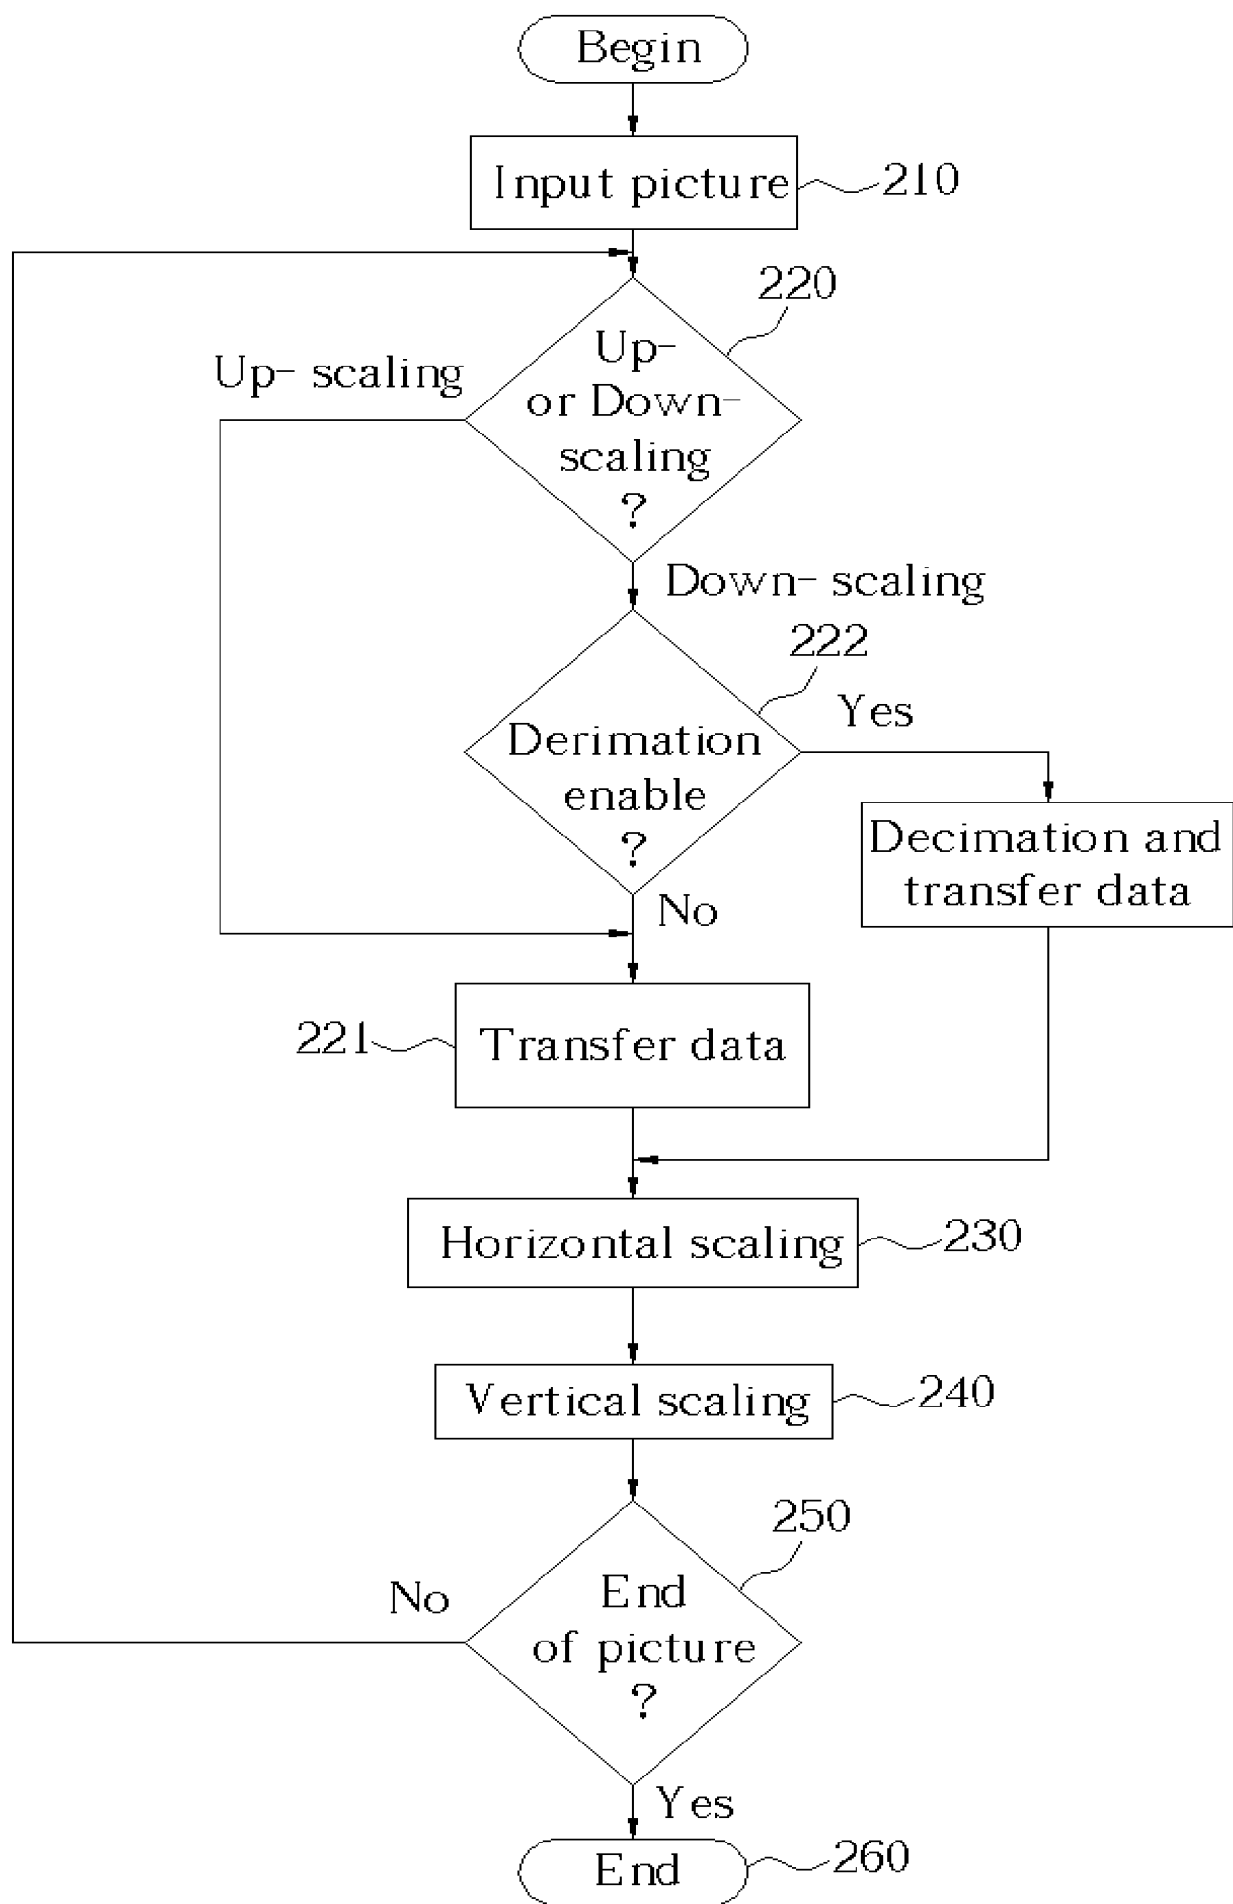 Begin
Input picture
210
220
Up- scaling
Up-
or Down-
scaling
?
Down- scaling
222
Yes
Derimation
enable
?
Decimation and
transfer data
No
221
Transfer data
Horizontal scaling
230
Vertical scaling
240
250
No
End
of picture
?
Yes
End
260